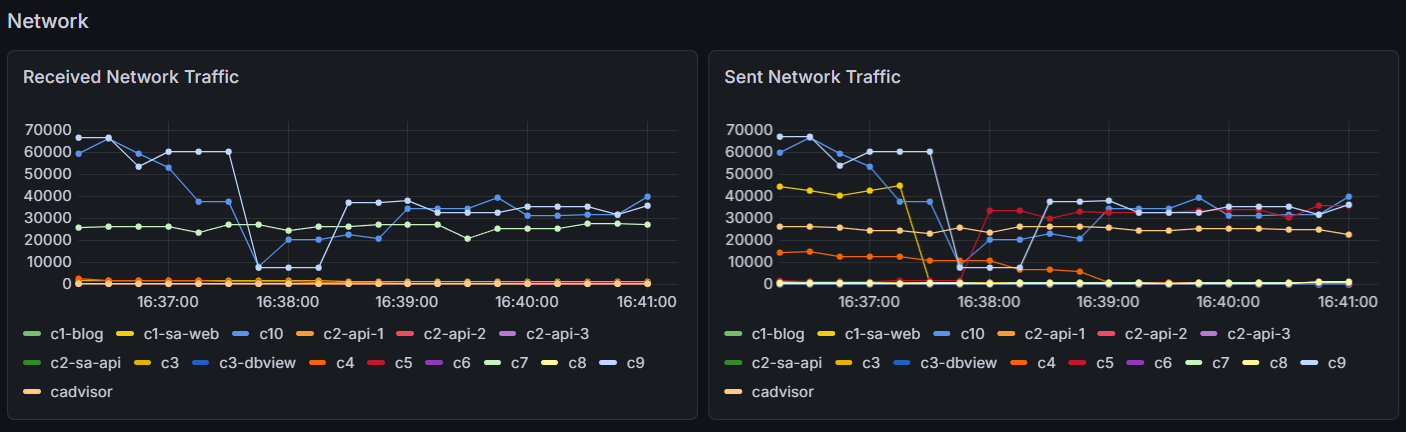 Network
Received Network Traffic
70000
60000
50000
40000
30000
20000
10000
0
16:37:00 16:38:00 16:39:00 16:40:00 16:41:00
c1-blog c1-sa-web c10 c2-api-1 c2-api-2 c2-api-3
c2-sa-api c3 c3-dbview c4 c5 c6 c7 c8 c9
cadvisor
Sent Network Traffic
70000
60000
50000
40000
30000
20000
10000
0
16:37:00 16:38:00 16:39:00 16:40:00 16:41:00
c1-blog c1-sa-web c10 c2-api-1 c2-api-2 c2-api-3
c2-sa-api c3 c3-dbview c4 c5 c6 c7 c8 c9
cadvisor